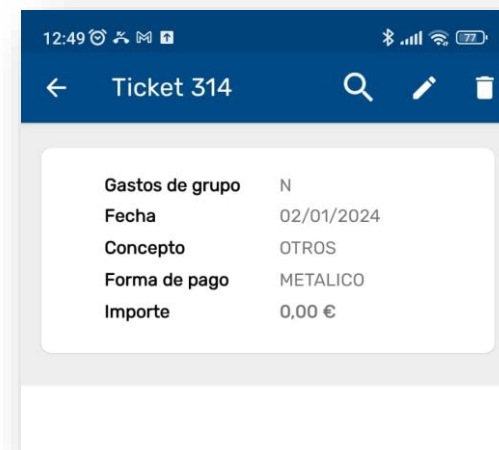 12:49 77
Ticket 314
Gastos de grupo N
Fecha 02/01/2024
Concepto OTROS
Forma de pago METALICO
Importe 0,00 €